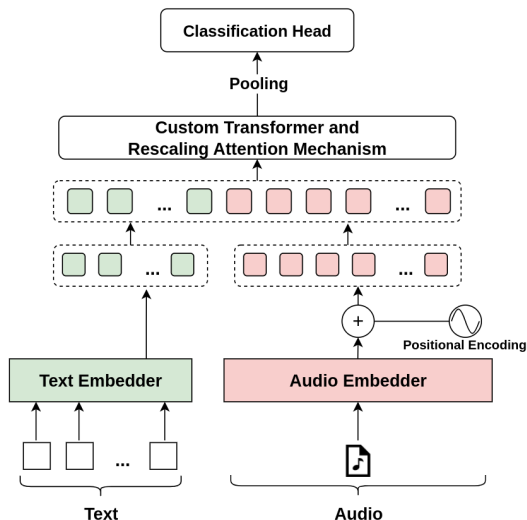 Classification Head
Pooling
Custom Transformer and
Rescaling Attention Mechanism
...
...
...
...
+
Positional Encoding
Text Embedder
Audio Embedder
...
Text
Audio